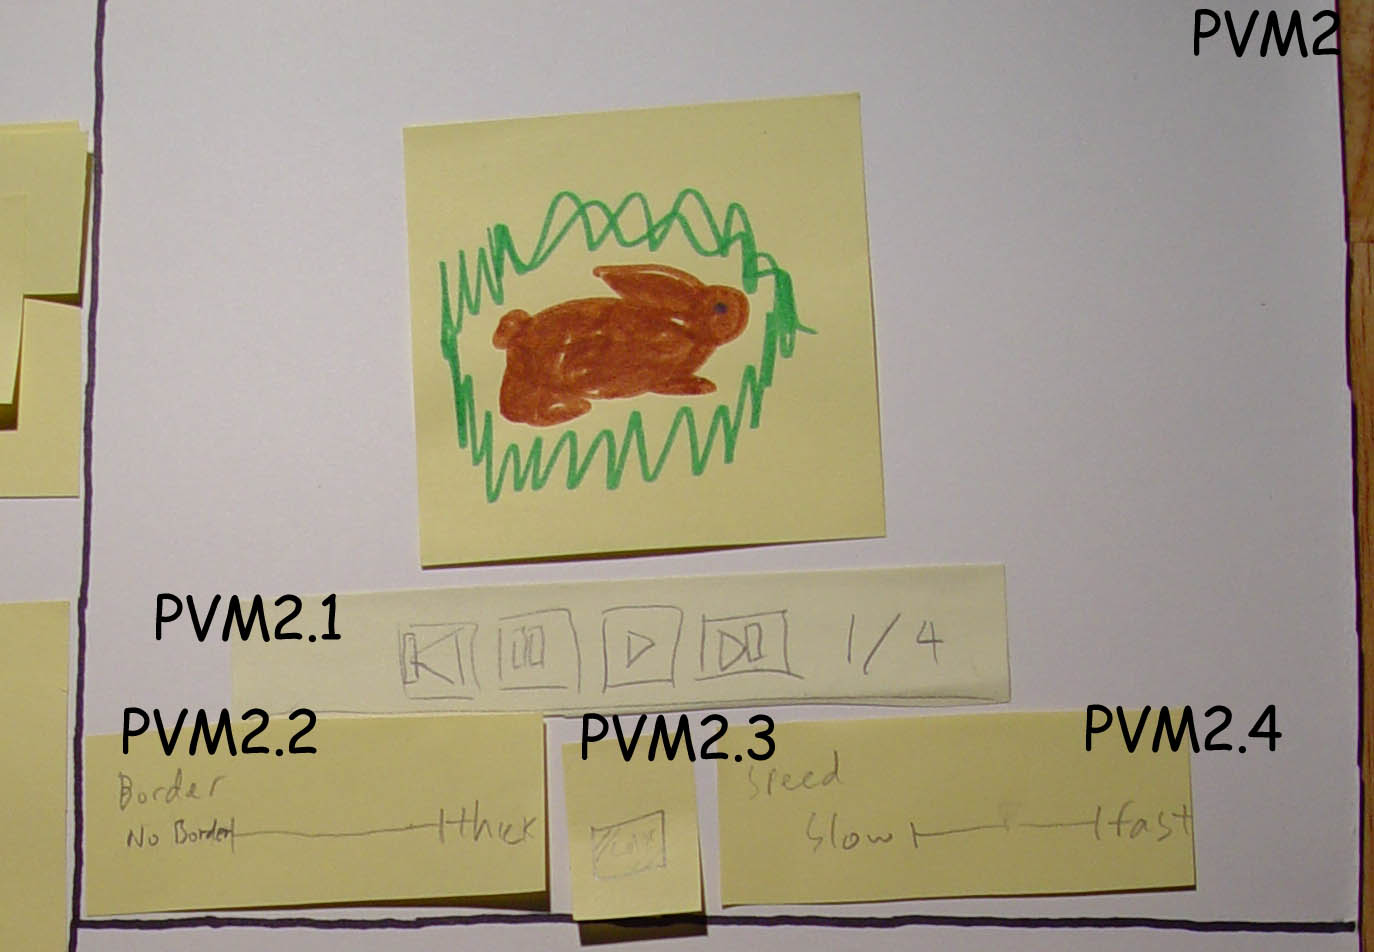 PVM2
PVM2.1
1/4
PVM2.2
PVM2.3
PVM2.4
Border
No Border thick
Speed
Slow fast